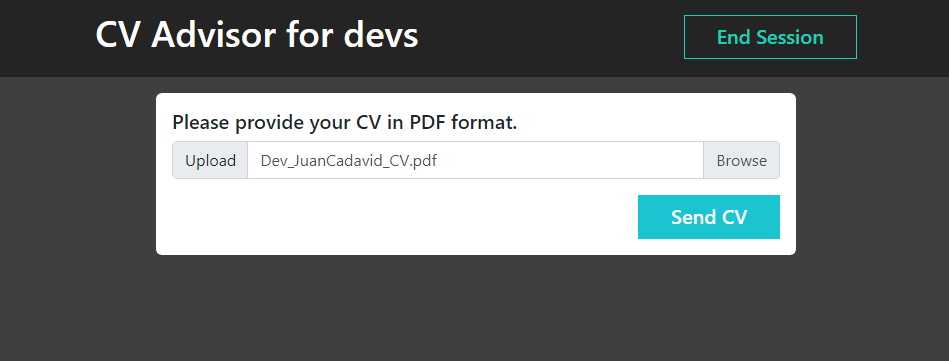 CV Advisor for devs
End Session
Please provide your CV in PDF format.
Upload Dev_JuanCadavid_CV.pdf Browse
Send CV